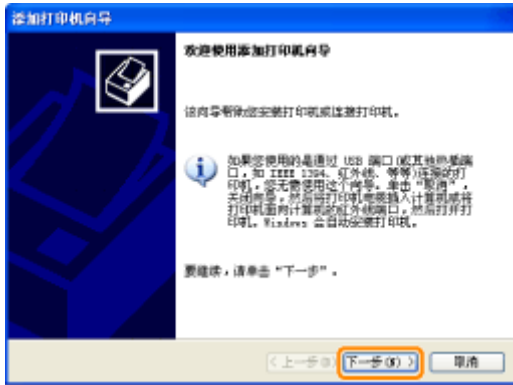 添加打印机向导
欢迎使用添加打印机向导
该向导帮助您安装打印机或连接打印机。
如果您使用的是通过 USB 端口(或其他热插端
口，如 IEEE 1394、红外线、等等)连接的打
印机，您无需使用这个向导。单击“取消”，
关闭向导，然后将打印机电缆插入计算机或将
打印机面向计算机的红外线端口，然后打开打
印机。Windows 会自动安装打印机。
要继续，请单击“下一步”。
< 上一步(B) 下一步(N) > 取消